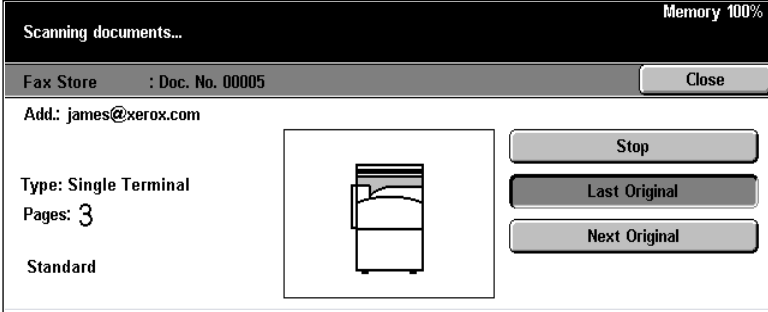 Memory 100%
Scanning documents...
Fax Store : Doc. No. 00005
Close
Add.: james@xerox.com
Stop
Type: Single Terminal
Last Original
Pages: 3
Next Original
Standard